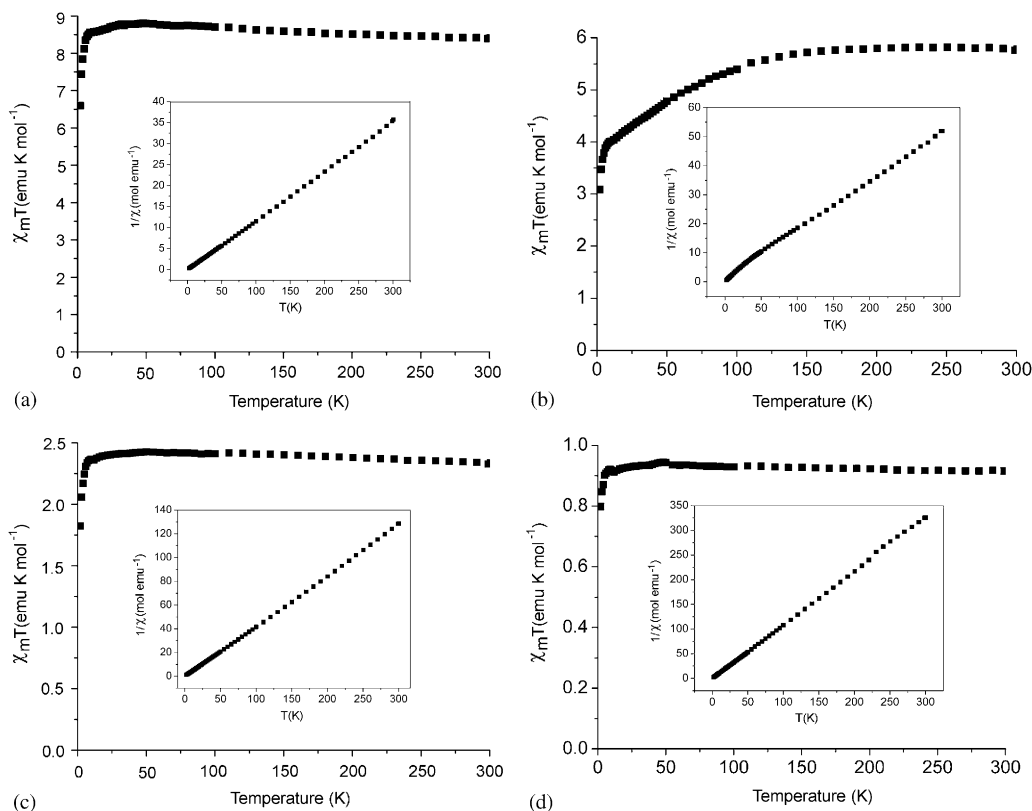 9
8
7
6
5
4
3
2
1
0
χmT(emu K mol⁻¹)
40
35
30
25
20
15
10
5
0
1/χ(mol emu⁻¹)
0 50 100 150 200 250 300
T(K)
0 50 100 150 200 250 300
Temperature (K)
(a)
6
5
4
3
2
1
0
χmT(emu K mol⁻¹)
60
50
40
30
20
10
0
1/χ(mol emu⁻¹)
0 50 100 150 200 250 300
T(K)
0 50 100 150 200 250 300
Temperature (K)
(b)
2.5
2.0
1.5
1.0
0.5
0.0
χmT(emu K mol⁻¹)
140
120
100
80
60
40
20
0
1/χ(mol emu⁻¹)
0 50 100 150 200 250 300
T(K)
0 50 100 150 200 250 300
Temperature (K)
(c)
1.0
0.8
0.6
0.4
0.2
0.0
χmT(emu K mol⁻¹)
350
300
250
200
150
100
50
0
1/χ(mol emu⁻¹)
0 50 100 150 200 250 300
T(K)
0 50 100 150 200 250 300
Temperature (K)
(d)